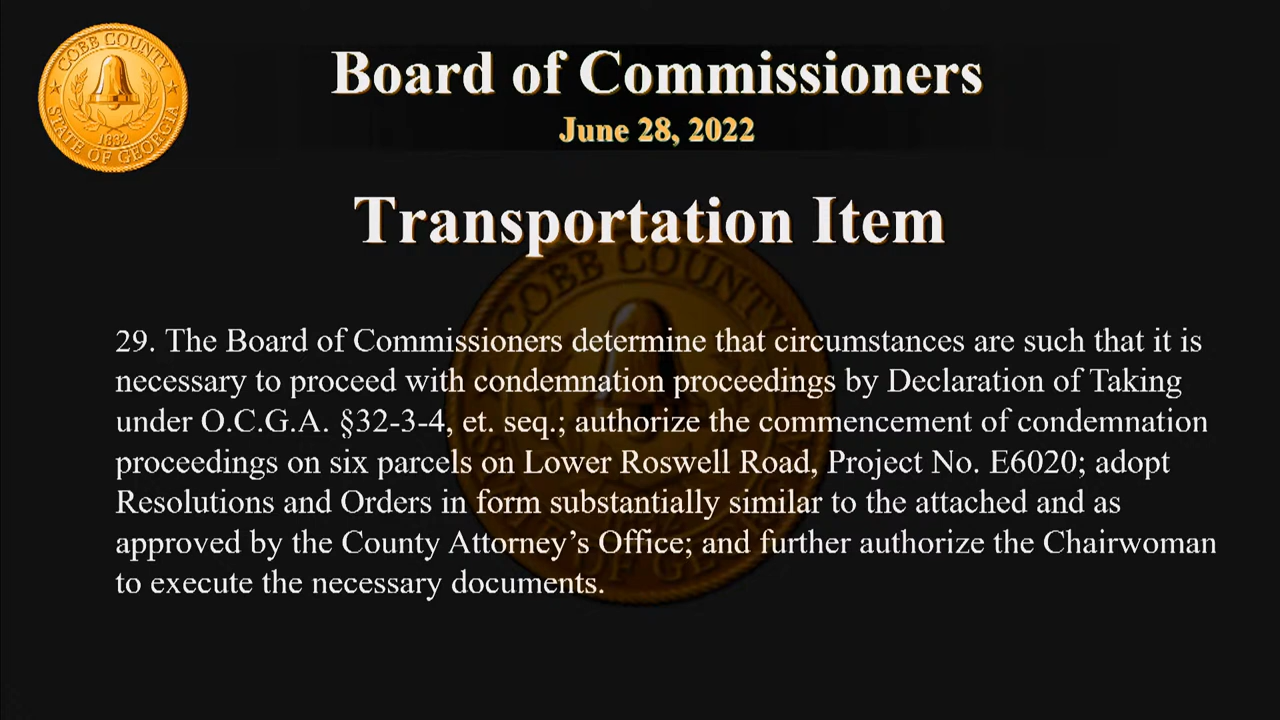 COBB COUNTY
1832
STATE OF GEORGIA
Board of Commissioners
June 28, 2022
Transportation Item
COBB COUNTY
29. The Board of Commissioners determine that circumstances are such that it is
necessary to proceed with condemnation proceedings by Declaration of Taking
under O.C.G.A. §32-3-4, et. seq.; authorize the commencement of condemnation
proceedings on six parcels on Lower Roswell Road, Project No. E6020; adopt
Resolutions and Orders in form substantially similar to the attached and as
approved by the County Attorney’s Office; and further authorize the Chairwoman
to execute the necessary documents.